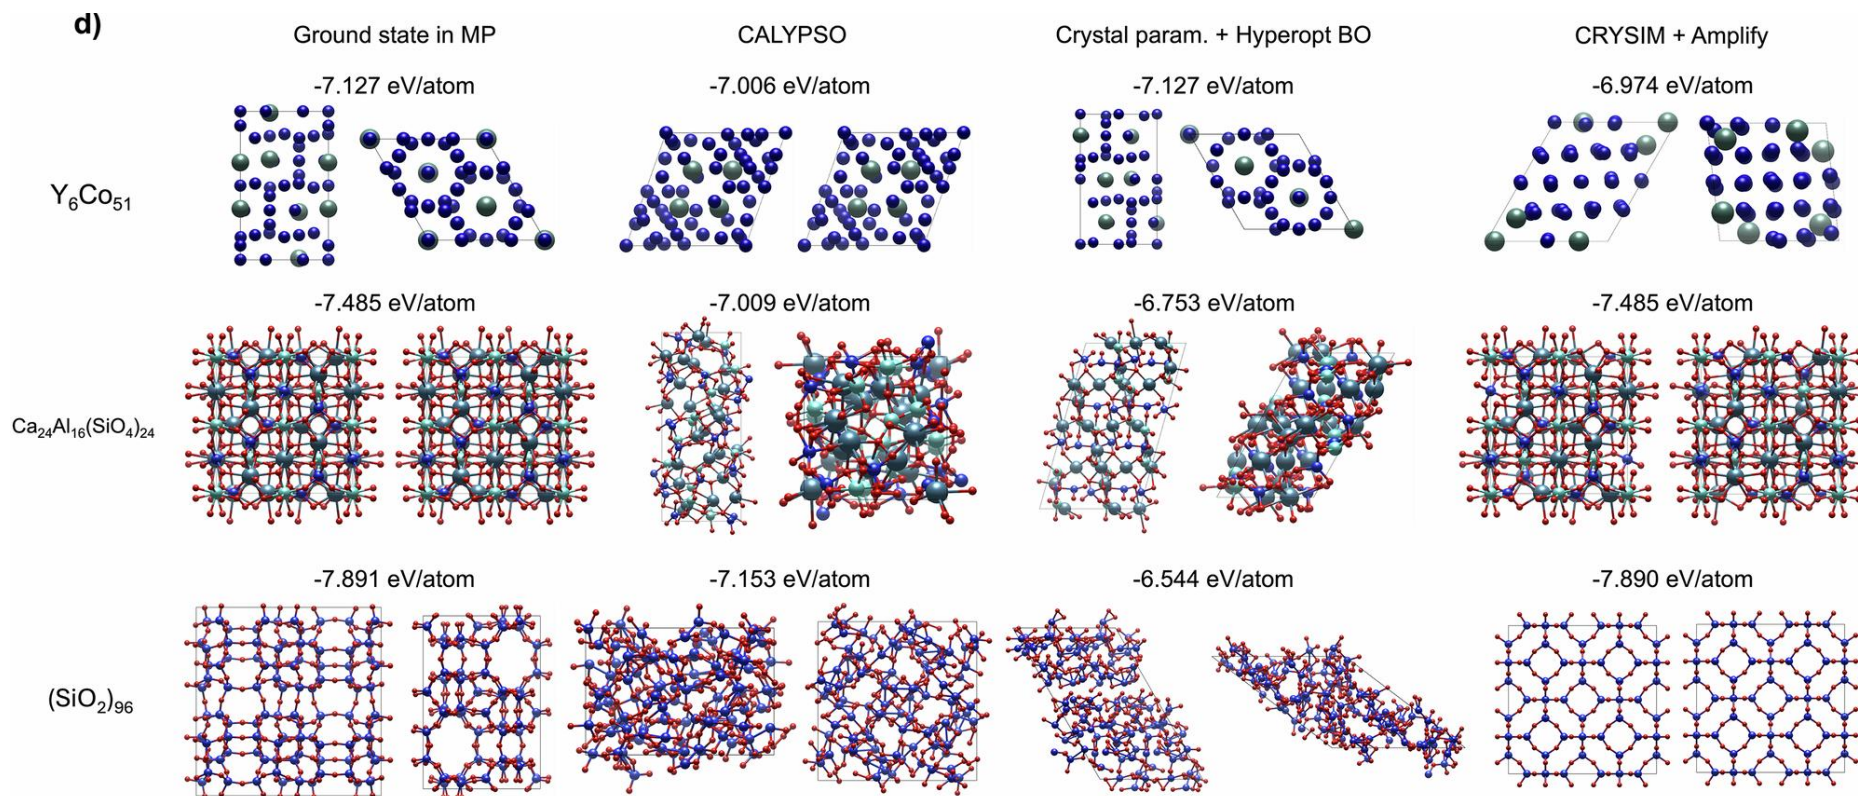 d)
Ground state in MP CALYPSO Crystal param. + Hyperopt BO CRYSIM + Amplify
-7.127 eV/atom -7.006 eV/atom -7.127 eV/atom -6.974 eV/atom
Y₆Co₅₁
-7.485 eV/atom -7.009 eV/atom -6.753 eV/atom -7.485 eV/atom
Ca₂₄Al₁₆(SiO₄)₂₄
-7.891 eV/atom -7.153 eV/atom -6.544 eV/atom -7.890 eV/atom
(SiO₂)₉₆